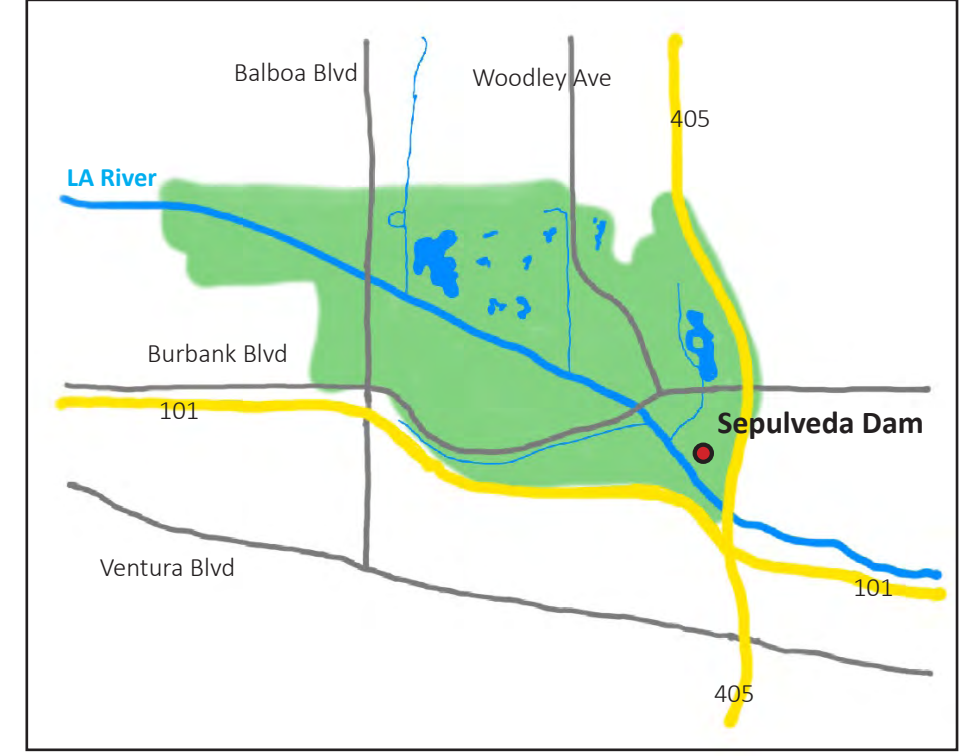 Balboa Blvd
Woodley Ave
405
LA River
Burbank Blvd
101
Sepulveda Dam
Ventura Blvd
101
405